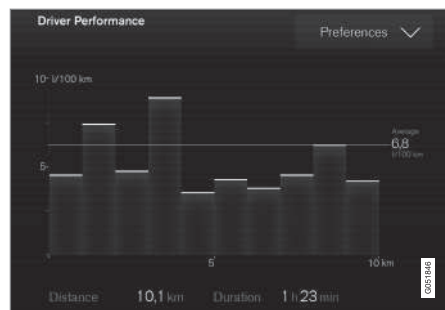 Driver Performance
Preferences
10- l/100 km
Average
6,8
l/100 km
5-
5
10 km
Distance 10,1 km Duration 1 h 23 min
G051846